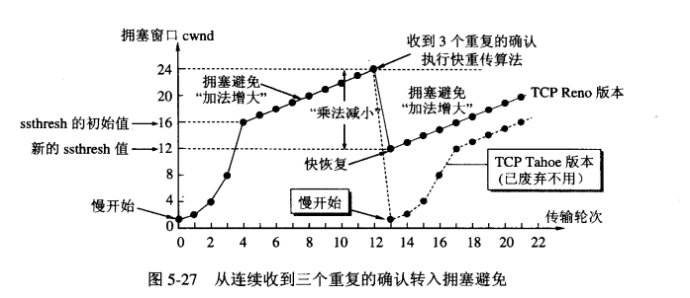 拥塞窗口 cwnd
收到 3 个重复的确认
执行快重传算法
24
20
16
12
8
4
0
拥塞避免
“加法增大”
“乘法减小”
拥塞避免
“加法增大”
TCP Reno 版本
ssthresh 的初始值
新的 ssthresh 值
快恢复
TCP Tahoe 版本
(已废弃不用)
慢开始
慢开始
传输轮次
0 2 4 6 8 10 12 14 16 18 20 22
图 5-27 从连续收到三个重复的确认转入拥塞避免